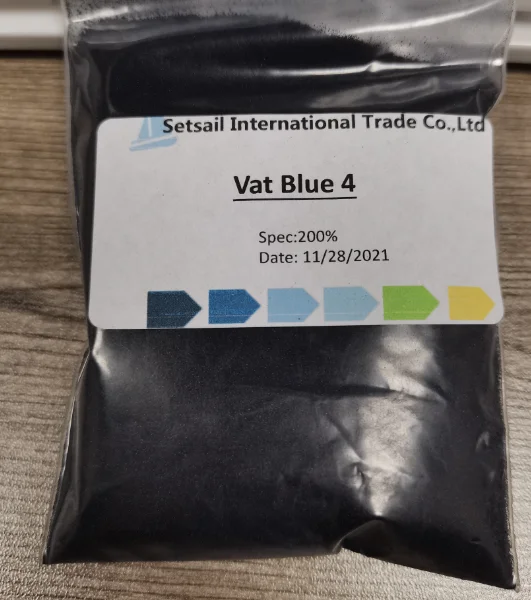 Setsail International Trade Co.,Ltd
Vat Blue 4
Spec:200%
Date: 11/28/2021